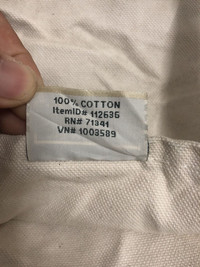 100% COTTON
ItemID# 112635
RN# 71341
VN# 1003589